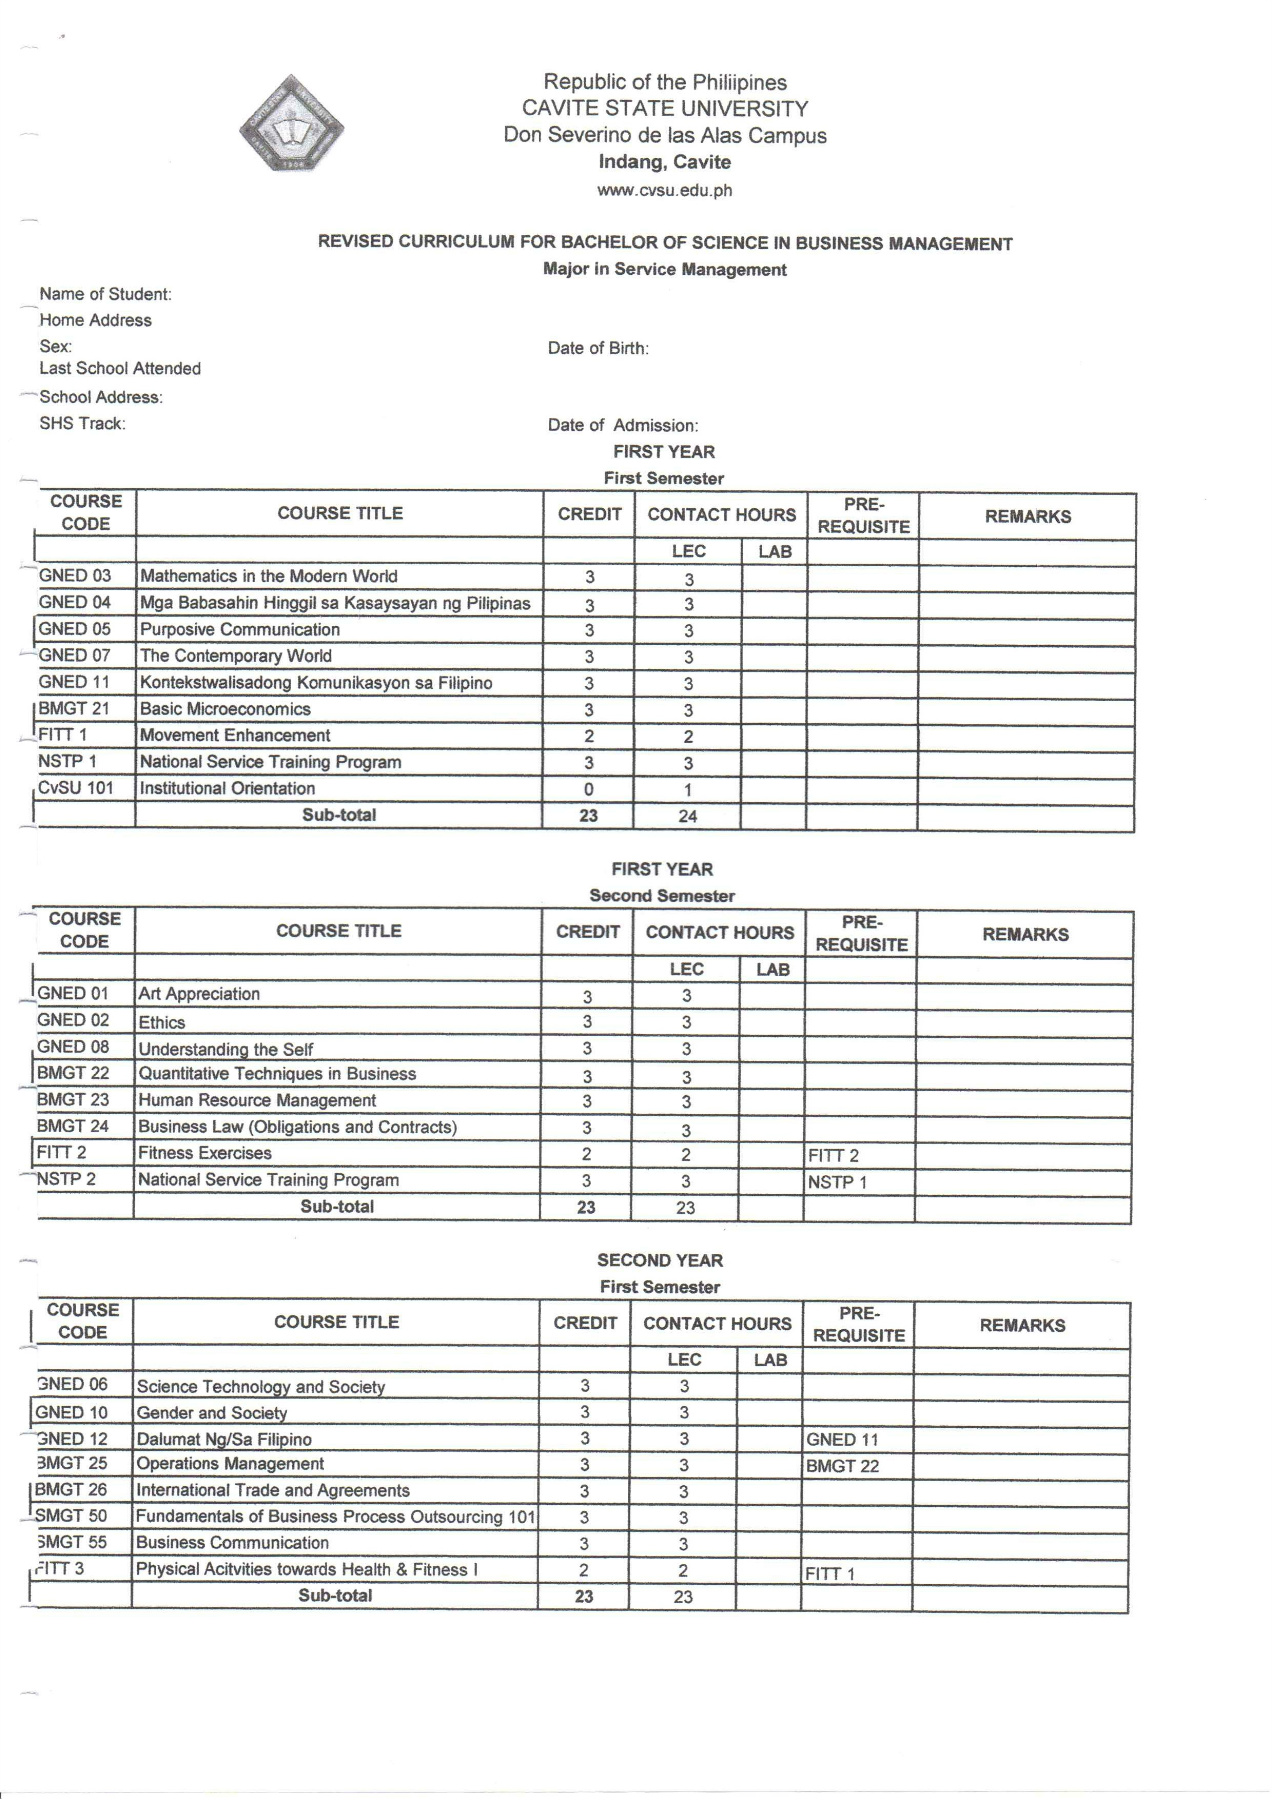 Republic of the Philiipines
CAVITE STATE UNIVERSITY
Don Severino de las Alas Campus
Indang, Cavite
www.cvsu.edu.ph
CAVITE STATE UNIVERSITY
CAVITE
1906
REVISED CURRICULUM FOR BACHELOR OF SCIENCE IN BUSINESS MANAGEMENT
Major in Service Management
Name of Student:
Home Address
Sex: Date of Birth:
Last School Attended
School Address:
SHS Track: Date of Admission:
FIRST YEAR
First Semester
COURSE CODE COURSE TITLE CREDIT CONTACT HOURS PRE-REQUISITE REMARKS
LEC LAB
GNED 03 Mathematics in the Modern World 3 3
GNED 04 Mga Babasahin Hinggil sa Kasaysayan ng Pilipinas 3 3
GNED 05 Purposive Communication 3 3
GNED 07 The Contemporary World 3 3
GNED 11 Kontekstwalisadong Komunikasyon sa Filipino 3 3
BMGT 21 Basic Microeconomics 3 3
FITT 1 Movement Enhancement 2 2
NSTP 1 National Service Training Program 3 3
CvSU 101 Institutional Orientation 0 1
Sub-total 23 24
FIRST YEAR
Second Semester
COURSE CODE COURSE TITLE CREDIT CONTACT HOURS PRE-REQUISITE REMARKS
LEC LAB
GNED 01 Art Appreciation 3 3
GNED 02 Ethics 3 3
GNED 08 Understanding the Self 3 3
BMGT 22 Quantitative Techniques in Business 3 3
BMGT 23 Human Resource Management 3 3
BMGT 24 Business Law (Obligations and Contracts) 3 3
FITT 2 Fitness Exercises 2 2 FITT 2
NSTP 2 National Service Training Program 3 3 NSTP 1
Sub-total 23 23
SECOND YEAR
First Semester
COURSE CODE COURSE TITLE CREDIT CONTACT HOURS PRE-REQUISITE REMARKS
LEC LAB
GNED 06 Science Technology and Society 3 3
GNED 10 Gender and Society 3 3
GNED 12 Dalumat Ng/Sa Filipino 3 3 GNED 11
BMGT 25 Operations Management 3 3 BMGT 22
BMGT 26 International Trade and Agreements 3 3
SMGT 50 Fundamentals of Business Process Outsourcing 101 3 3
SMGT 55 Business Communication 3 3
FITT 3 Physical Acitvities towards Health & Fitness I 2 2 FITT 1
Sub-total 23 23